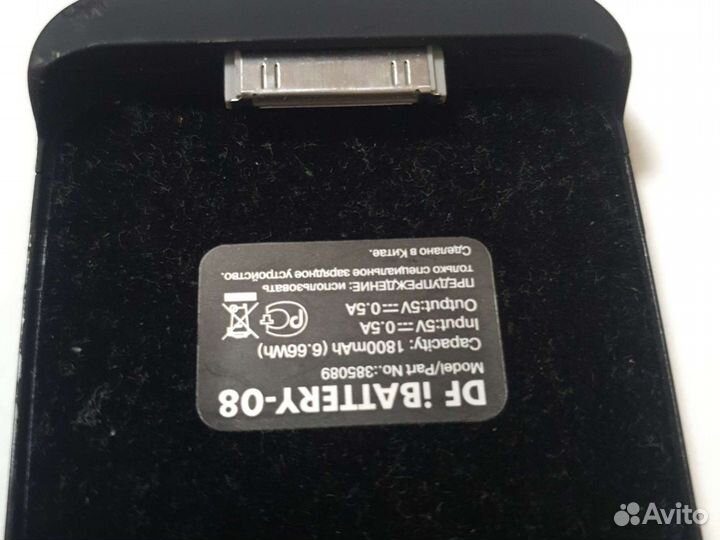 DF iBATTERY-08
Model/Part No.:385089
Capacity: 1800mAh (6.66Wh)
Input:5V⎓0.5A
Output:5V⎓0.5A
ПРЕДУПРЕЖДЕНИЕ: использовать
только специальное зарядное устройство.
Сделано в Китае.
РС
Avito